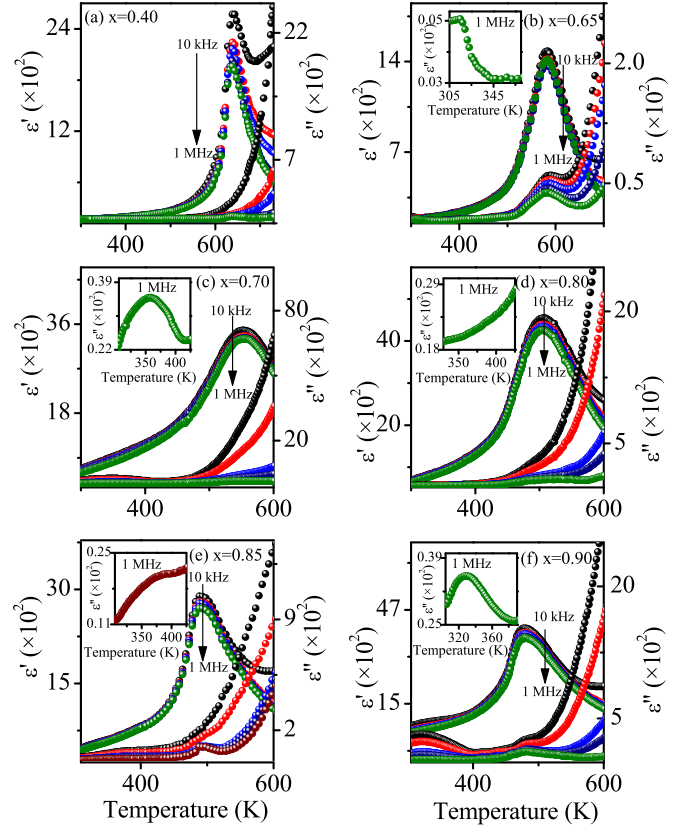 (a) x=0.40
10 kHz
1 MHz
ε' (×10²)
26
12
ε'' (×10²)
22
7
400
600
(b) x=0.65
1 MHz
ε'' (×10²)
0.05
0.03
305
345
Temperature (K)
10 kHz
1 MHz
ε' (×10²)
14
7
ε'' (×10²)
2.0
0.5
400
600
(c) x=0.70
1 MHz
ε'' (×10²)
0.39
0.22
350
400
Temperature (K)
10 kHz
1 MHz
ε' (×10²)
36
18
ε'' (×10²)
80
20
400
600
(d) x=0.80
1 MHz
ε'' (×10²)
0.29
0.18
350
400
Temperature (K)
10 kHz
1 MHz
ε' (×10²)
40
20
ε'' (×10²)
20
5
400
600
(e) x=0.85
1 MHz
ε'' (×10²)
0.25
0.11
350
400
Temperature (K)
10 kHz
1 MHz
ε' (×10²)
30
15
ε'' (×10²)
9
2
400
600
Temperature (K)
(f) x=0.90
1 MHz
ε'' (×10²)
0.39
0.25
320
360
Temperature (K)
10 kHz
1 MHz
ε' (×10²)
47
15
ε'' (×10²)
20
5
400
600
Temperature (K)